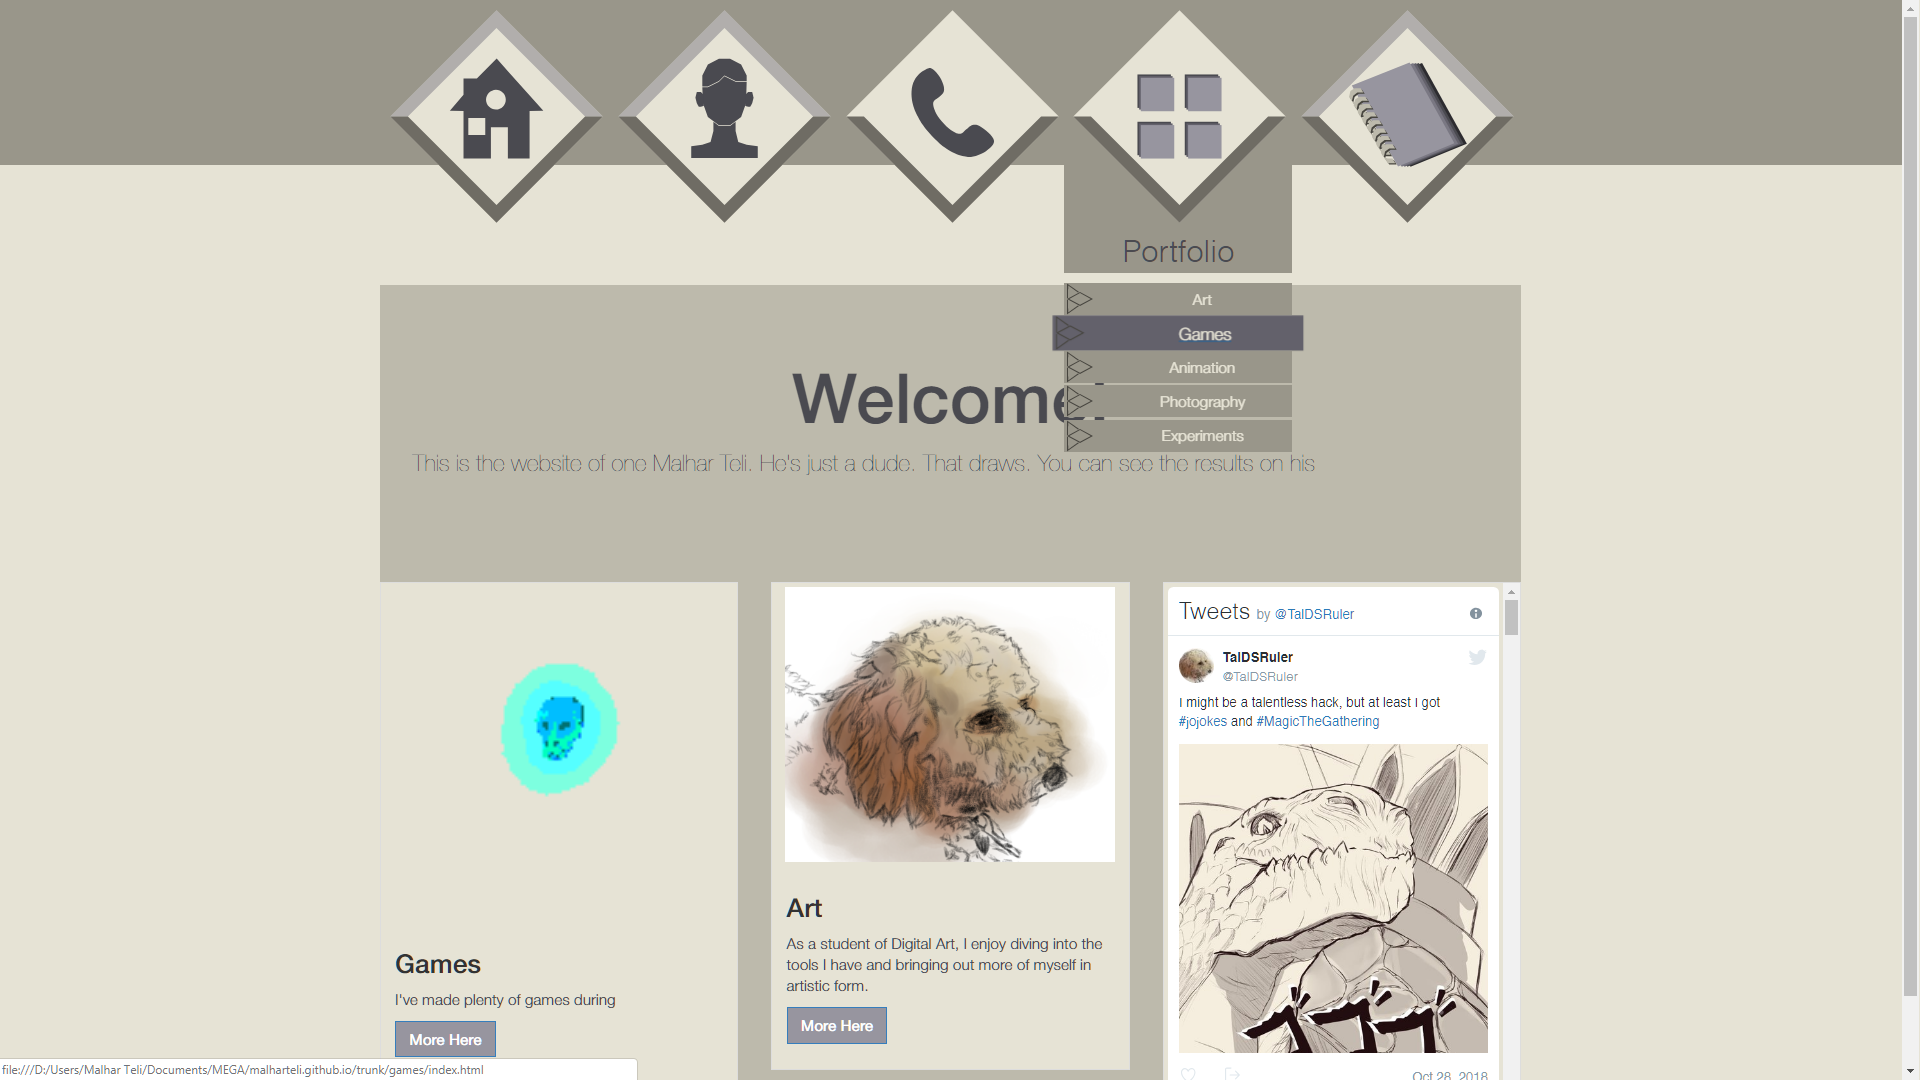 Portfolio
Art
Games
Animation
Photography
Experiments
Welcome!
This is the website of one Malhar Teli. He's just a dude. That draws. You can see the results on his
Games
I've made plenty of games during
More Here
Art
As a student of Digital Art, I enjoy diving into the
tools I have and bringing out more of myself in
artistic form.
More Here
Tweets by @TalDSRuler
TalDSRuler
@TalDSRuler
I might be a talentless hack, but at least I got
#jojokes and #MagicTheGathering
Oct 28, 2018
file:///D:/Users/Malhar Teli/Documents/MEGA/malharteli.github.io/trunk/games/index.html